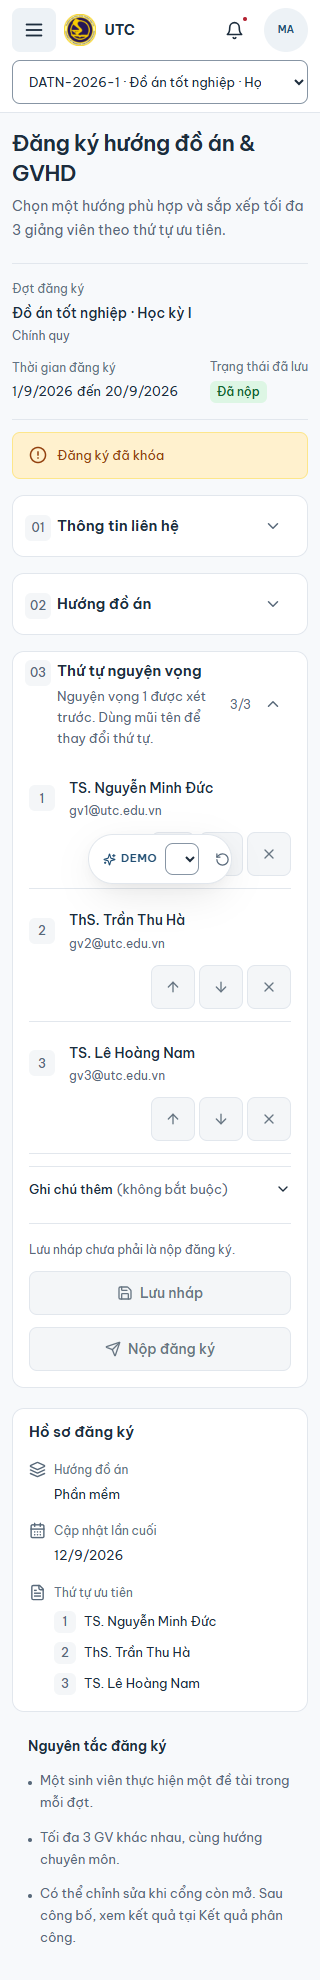 UTC
MA
DATN-2026-1 · Đồ án tốt nghiệp · Họ
Đăng ký hướng đồ án &
GVHD
Chọn một hướng phù hợp và sắp xếp tối đa
3 giảng viên theo thứ tự ưu tiên.
Đợt đăng ký
Đồ án tốt nghiệp · Học kỳ I
Chính quy
Thời gian đăng ký
1/9/2026 đến 20/9/2026
Trạng thái đã lưu
Đã nộp
Đăng ký đã khóa
01 Thông tin liên hệ
02 Hướng đồ án
03 Thứ tự nguyện vọng
Nguyện vọng 1 được xét
trước. Dùng mũi tên để
thay đổi thứ tự.
3/3
1 TS. Nguyễn Minh Đức
gv1@utc.edu.vn
DEMO
2 ThS. Trần Thu Hà
gv2@utc.edu.vn
3 TS. Lê Hoàng Nam
gv3@utc.edu.vn
Ghi chú thêm (không bắt buộc)
Lưu nháp chưa phải là nộp đăng ký.
Lưu nháp
Nộp đăng ký
Hồ sơ đăng ký
Hướng đồ án
Phần mềm
Cập nhật lần cuối
12/9/2026
Thứ tự ưu tiên
1 TS. Nguyễn Minh Đức
2 ThS. Trần Thu Hà
3 TS. Lê Hoàng Nam
Nguyên tắc đăng ký
• Một sinh viên thực hiện một đề tài trong
mỗi đợt.
• Tối đa 3 GV khác nhau, cùng hướng
chuyên môn.
• Có thể chỉnh sửa khi cổng còn mở. Sau
công bố, xem kết quả tại Kết quả phân
công.